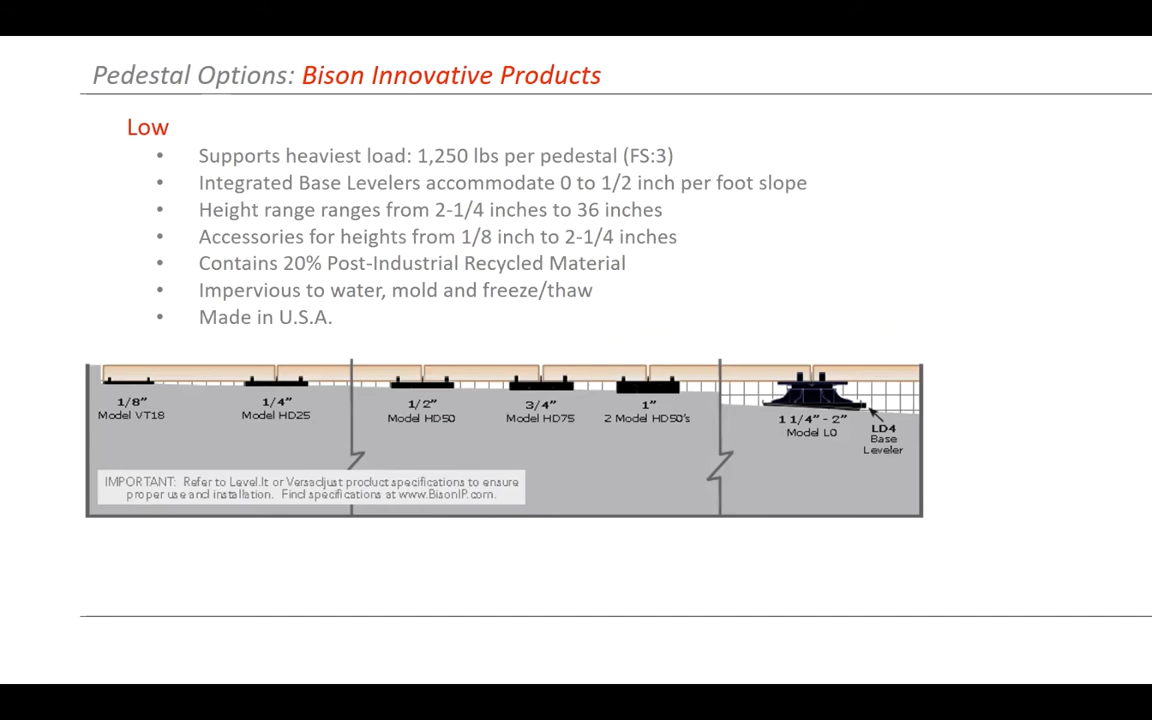 Pedestal Options: Bison Innovative Products
Low
• Supports heaviest load: 1,250 lbs per pedestal (FS:3)
• Integrated Base Levelers accommodate 0 to 1/2 inch per foot slope
• Height range ranges from 2-1/4 inches to 36 inches
• Accessories for heights from 1/8 inch to 2-1/4 inches
• Contains 20% Post-Industrial Recycled Material
• Impervious to water, mold and freeze/thaw
• Made in U.S.A.
1/8"
Model VT18
1/4"
Model HD25
1/2"
Model HD50
3/4"
Model HD75
1"
2 Model HD50's
1 1/4" - 2"
Model L0
LD4
Base
Leveler
IMPORTANT: Refer to Level.It or Versadjust product specifications to ensure
proper use and installation. Find specifications at www.BisonIP.com.